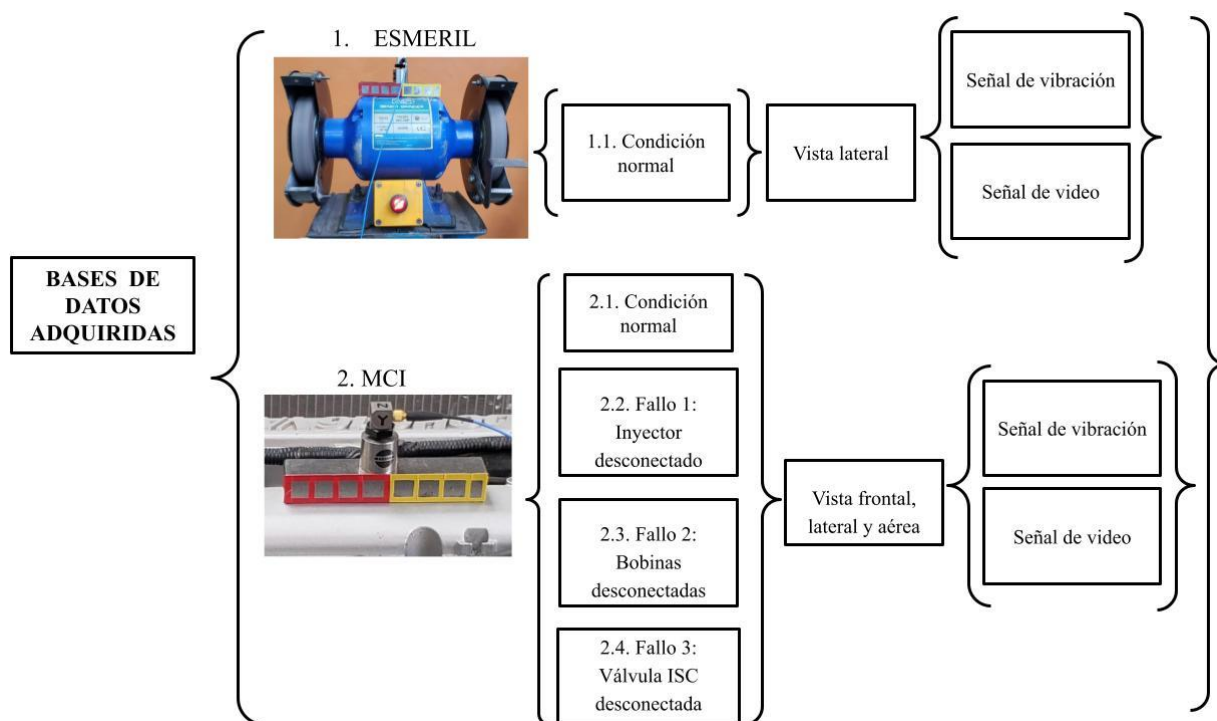 1. ESMERIL
BENCH GRINDER
1.1. Condición
normal
Vista lateral
Señal de vibración
Señal de video
BASES DE
DATOS
ADQUIRIDAS
2. MCI
N
Y
2.1. Condición
normal
2.2. Fallo 1:
Inyector
desconectado
2.3. Fallo 2:
Bobinas
desconectadas
2.4. Fallo 3:
Válvula ISC
desconectada
Vista frontal,
lateral y aérea
Señal de vibración
Señal de video